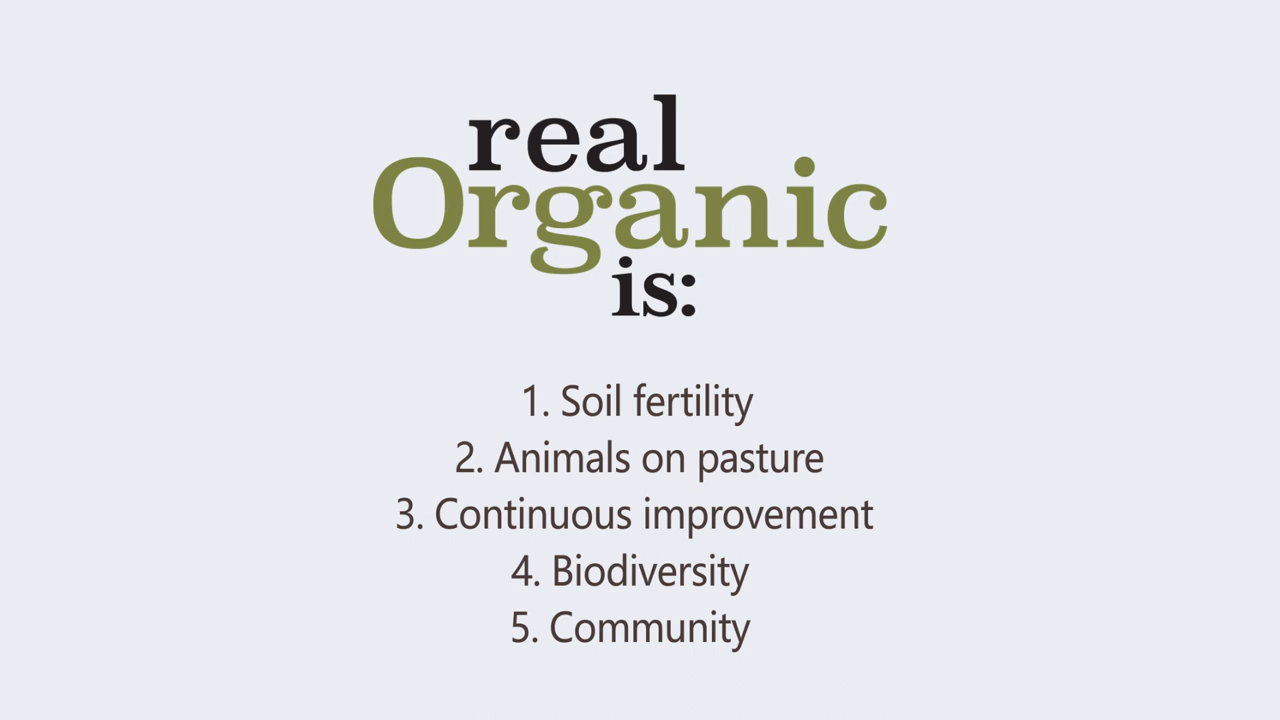 real
Organic
is:
1. Soil fertility
2. Animals on pasture
3. Continuous improvement
4. Biodiversity
5. Community